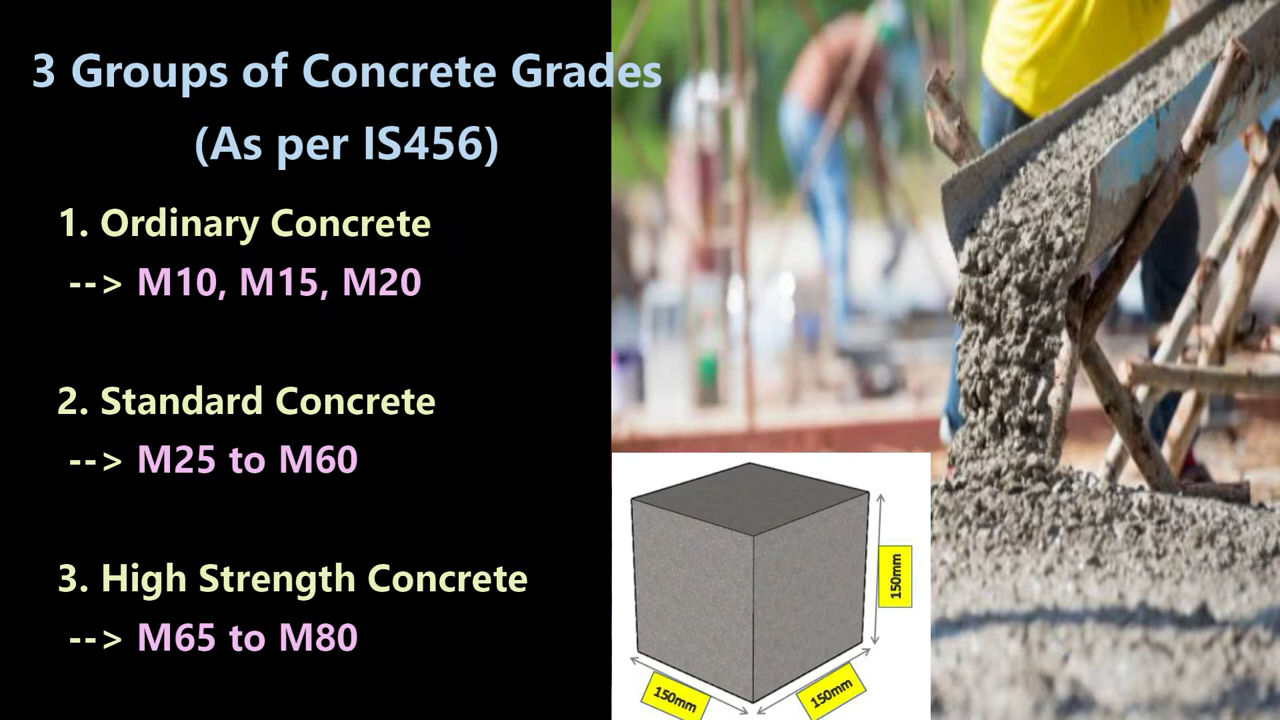 3 Groups of Concrete Grades
(As per IS456)
1. Ordinary Concrete
--> M10, M15, M20
2. Standard Concrete
--> M25 to M60
3. High Strength Concrete
--> M65 to M80
150mm
150mm
150mm